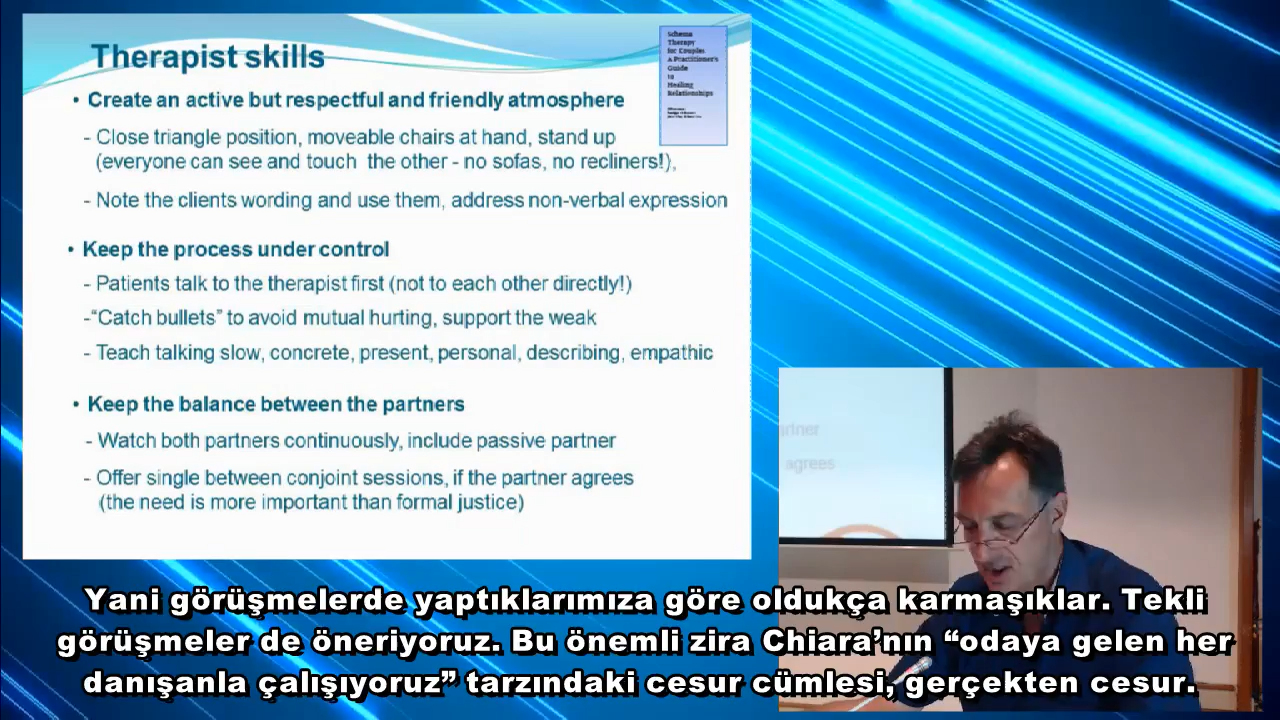 Therapist skills
Schema
Therapy
for Couples
A Practitioner's
Guide
to
Healing
Relationships
• Create an active but respectful and friendly atmosphere
- Close triangle position, moveable chairs at hand, stand up
(everyone can see and touch the other - no sofas, no recliners!),
- Note the clients wording and use them, address non-verbal expression
• Keep the process under control
- Patients talk to the therapist first (not to each other directly!)
-“Catch bullets” to avoid mutual hurting, support the weak
- Teach talking slow, concrete, present, personal, describing, empathic
• Keep the balance between the partners
- Watch both partners continuously, include passive partner
- Offer single between conjoint sessions, if the partner agrees
(the need is more important than formal justice)
artner
agrees
Yani görüşmelerde yaptıklarımıza göre oldukça karmaşıklar. Tekli
görüşmeler de öneriyoruz. Bu önemli zira Chiara’nın “odaya gelen her
danışanla çalışıyoruz” tarzındaki cesur cümlesi, gerçekten cesur.